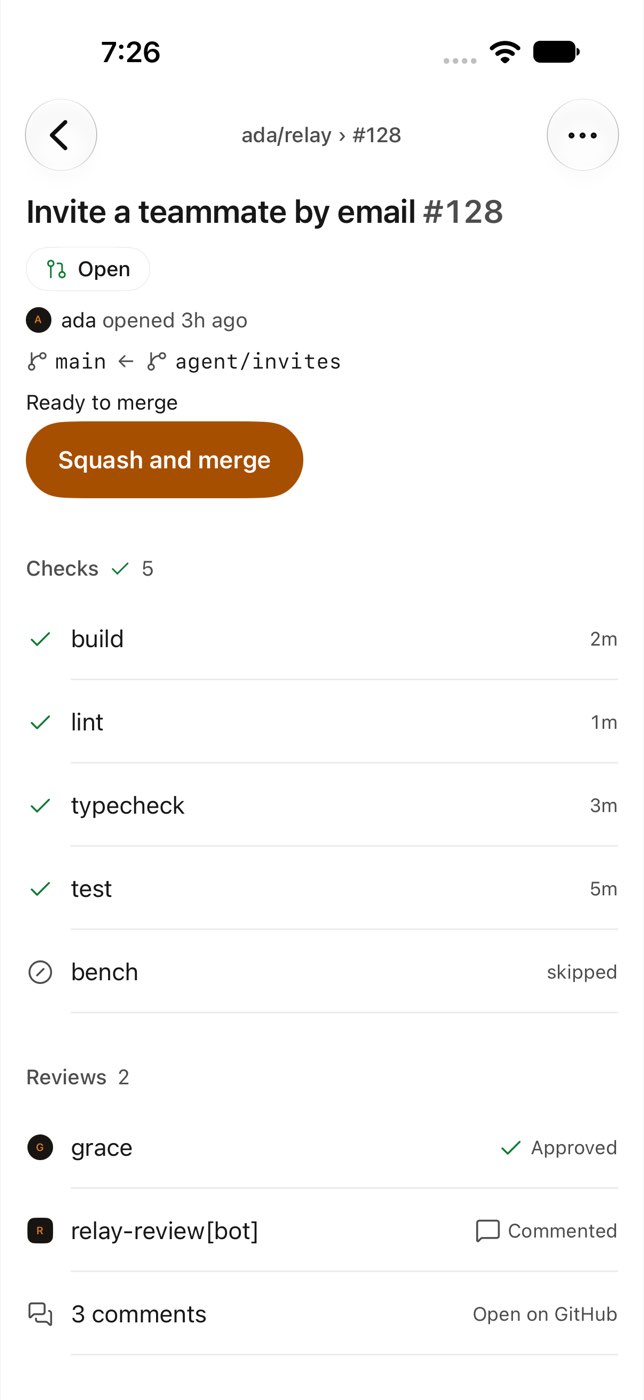 7:26
ada/relay › #128
Invite a teammate by email #128
Open
A ada opened 3h ago
main ← agent/invites
Ready to merge
Squash and merge
Checks 5
build 2m
lint 1m
typecheck 3m
test 5m
bench skipped
Reviews 2
G grace Approved
R relay-review[bot] Commented
3 comments Open on GitHub